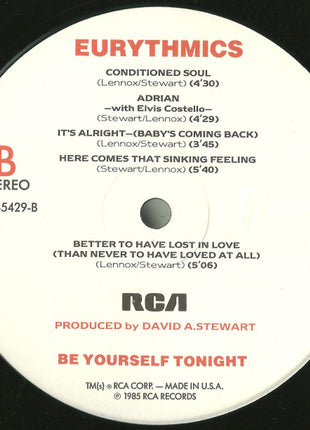 EURYTHMICS
CONDITIONED SOUL
(Lennox/Stewart) (4'30)
ADRIAN
—with Elvis Costello—
(Stewart/Lennox) (4'29)
IT'S ALRIGHT—(BABY'S COMING BACK)
(Lennox/Stewart) (3'45)
HERE COMES THAT SINKING FEELING
(Lennox/Stewart) (5'40)
B
EREO
-5429-B
BETTER TO HAVE LOST IN LOVE
(THAN NEVER TO HAVE LOVED AT ALL)
(Lennox/Stewart) (5'06)
RCA
PRODUCED by DAVID A.STEWART
BE YOURSELF TONIGHT
TM(s) ® RCA CORP. — MADE IN U.S.A.
℗ 1985 RCA RECORDS